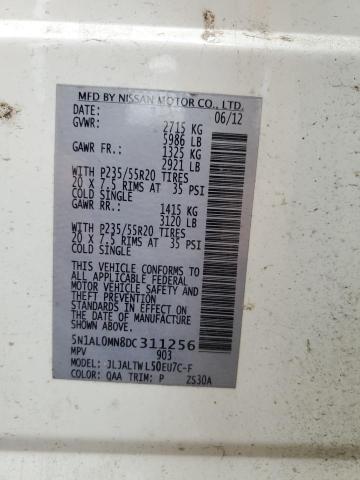 MFD BY NISSAN MOTOR CO., LTD.
DATE: 06/12
GVWR: 2715 KG
5986 LB
GAWR FR.: 1325 KG
2921 LB
WITH P235/55R20 TIRES
20 X 7.5 RIMS AT 35 PSI
COLD SINGLE
GAWR RR.: 1415 KG
3120 LB
WITH P235/55R20 TIRES
20 X 7.5 RIMS AT 35 PSI
COLD SINGLE
THIS VEHICLE CONFORMS TO
ALL APPLICABLE FEDERAL
MOTOR VEHICLE SAFETY
AND THEFT PREVENTION
STANDARDS IN EFFECT ON
THE DATE OF MANUFACTURE
SHOWN ABOVE.
5N1AL0MN8DC311256
MPV 903
MODEL: JLJALTWL50EU7C-F
COLOR: QAA TRIM: P ZS30A